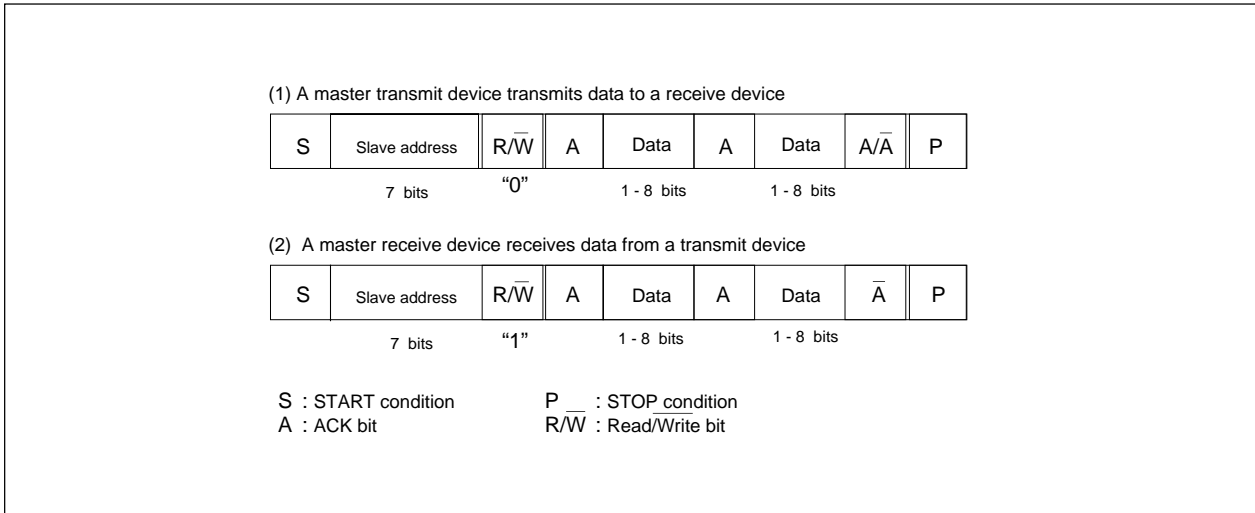 (1) A master transmit device transmits data to a receive device
S Slave address R/W̅ A Data A Data A/A̅ P
7 bits “0” 1 - 8 bits 1 - 8 bits
(2) A master receive device receives data from a transmit device
S Slave address R/W̅ A Data A Data A̅ P
7 bits “1” 1 - 8 bits 1 - 8 bits
S : START condition P : STOP condition
A : ACK bit R/W̅ : Read/W̅r̅i̅t̅e̅ bit